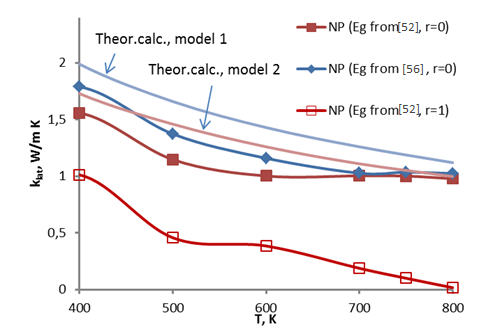 NP (Eg from[52], r=0)
Theor.calc., model 1
2
Theor.calc., model 2
NP (Eg from [56] , r=0)
1,5
NP (Eg from[52], r=1)
klat, W/m K
1
0,5
0
400 500 600 700 800
T, K